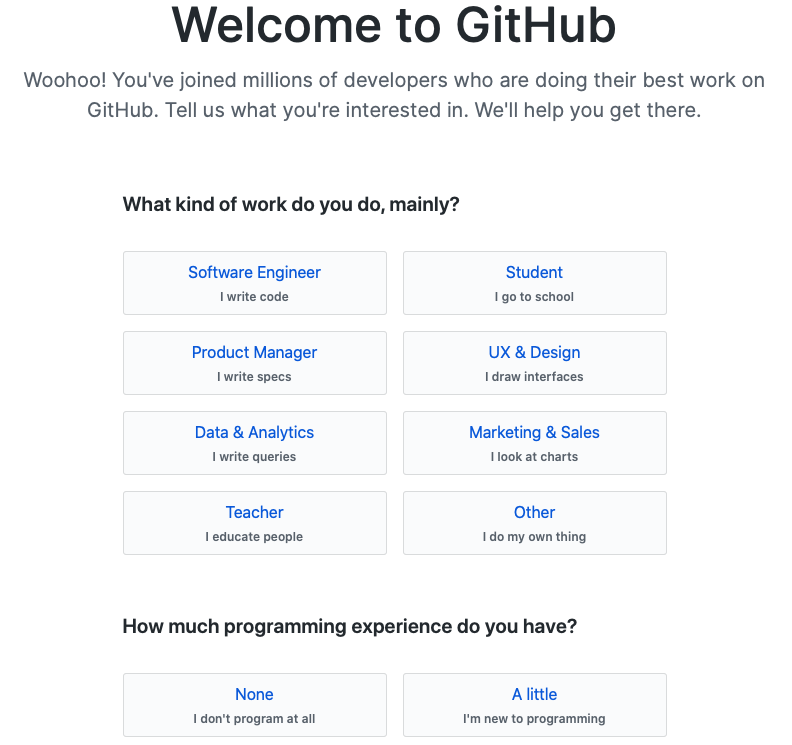 Welcome to GitHub
Woohoo! You've joined millions of developers who are doing their best work on
GitHub. Tell us what you're interested in. We'll help you get there.
What kind of work do you do, mainly?
Software Engineer
I write code
Student
I go to school
Product Manager
I write specs
UX & Design
I draw interfaces
Data & Analytics
I write queries
Marketing & Sales
I look at charts
Teacher
I educate people
Other
I do my own thing
How much programming experience do you have?
None
I don't program at all
A little
I'm new to programming